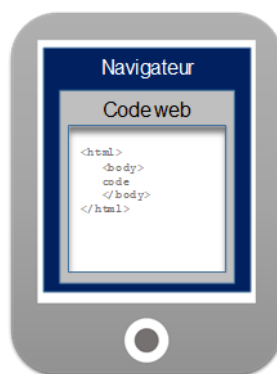 Navigateur
Code web
<html>
<body>
code
</body>
</html>